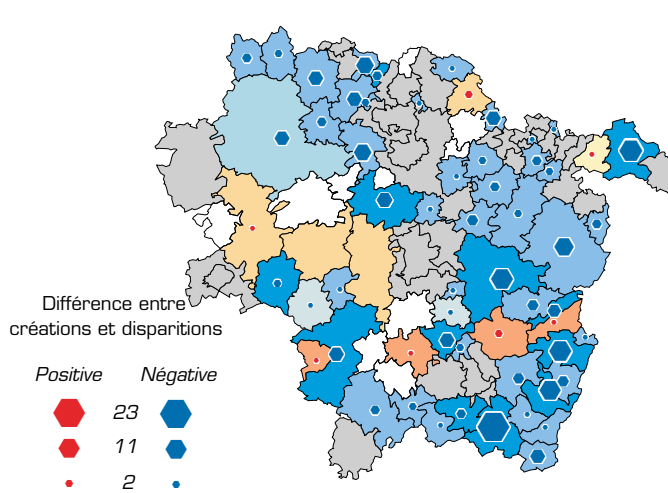 Différence entre
créations et disparitions
Positive Négative
23
11
2